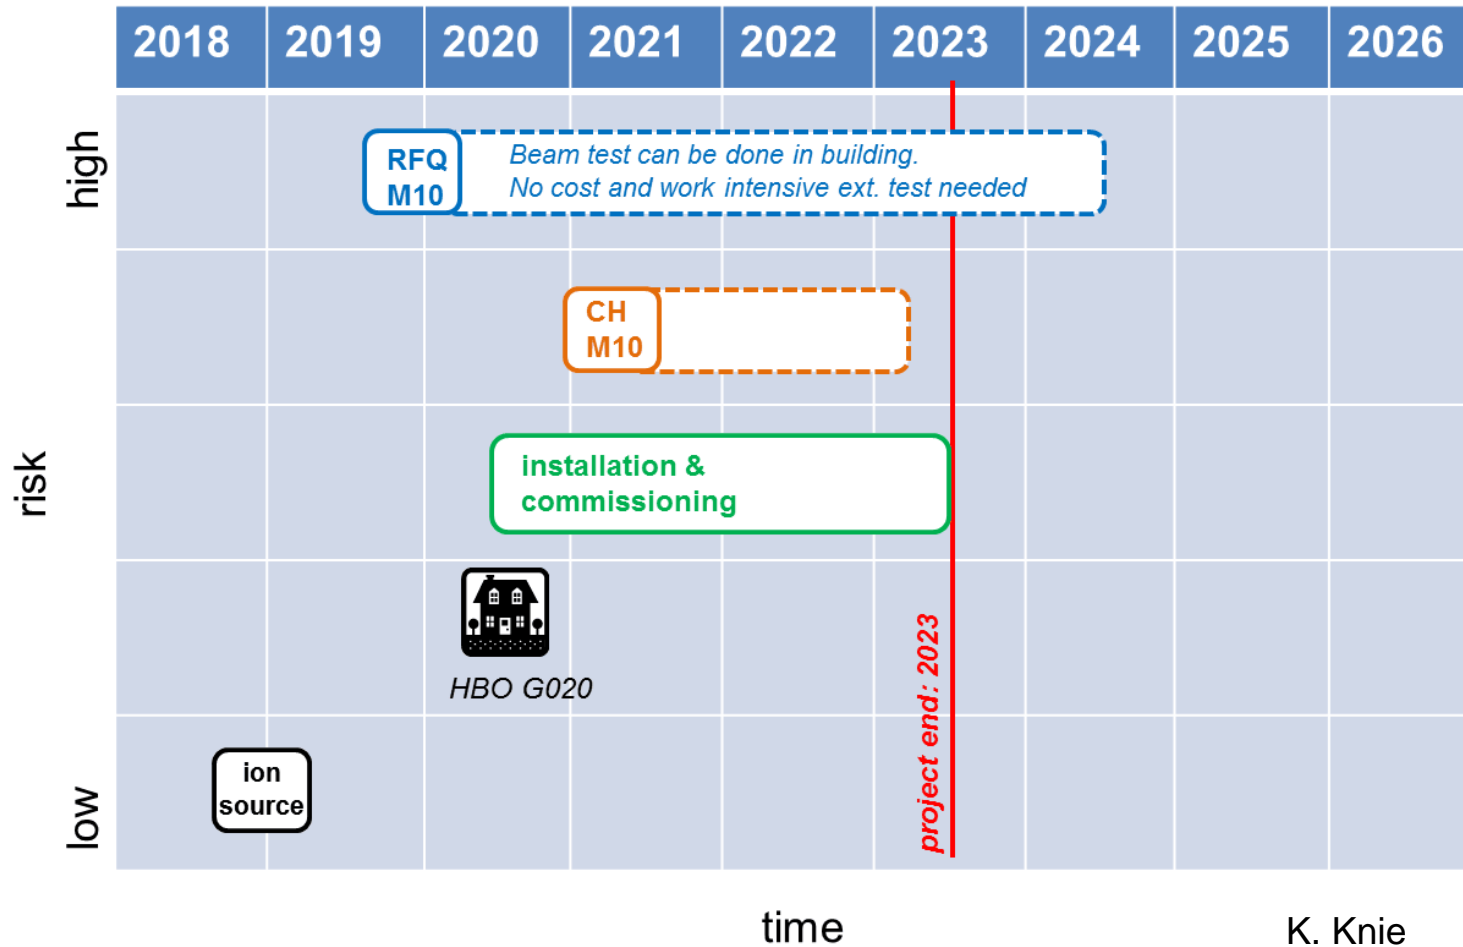 2018 2019 2020 2021 2022 2023 2024 2025 2026
high
RFQ
M10
Beam test can be done in building.
No cost and work intensive ext. test needed
CH
M10
risk
installation &
commissioning
HBO G020
project end: 2023
low
ion
source
time
K. Knie